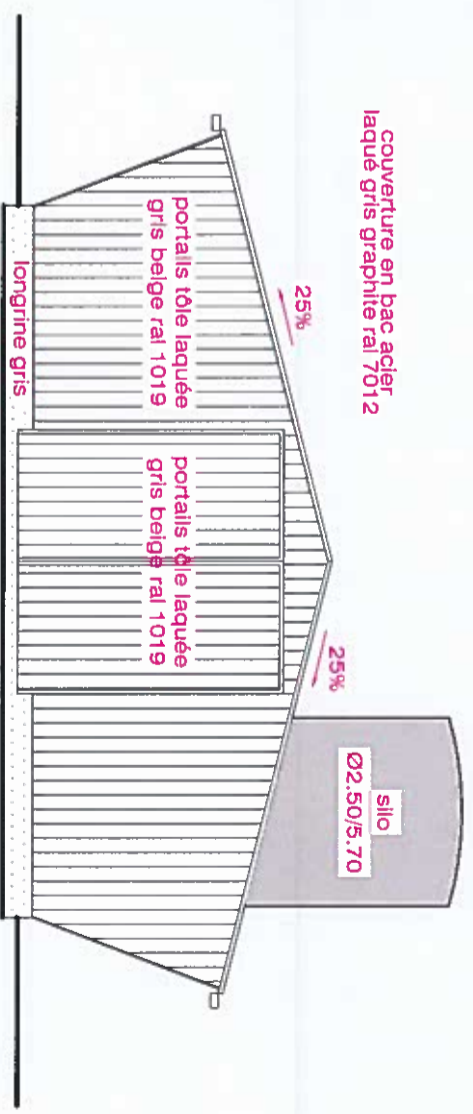 couverture en bac acier
laqué gris graphite ral 7012
25%
25%
silo
Ø2.50/5.70
portails tôle laquée
gris beige ral 1019
portails tôle laquée
gris beige ral 1019
longrine gris